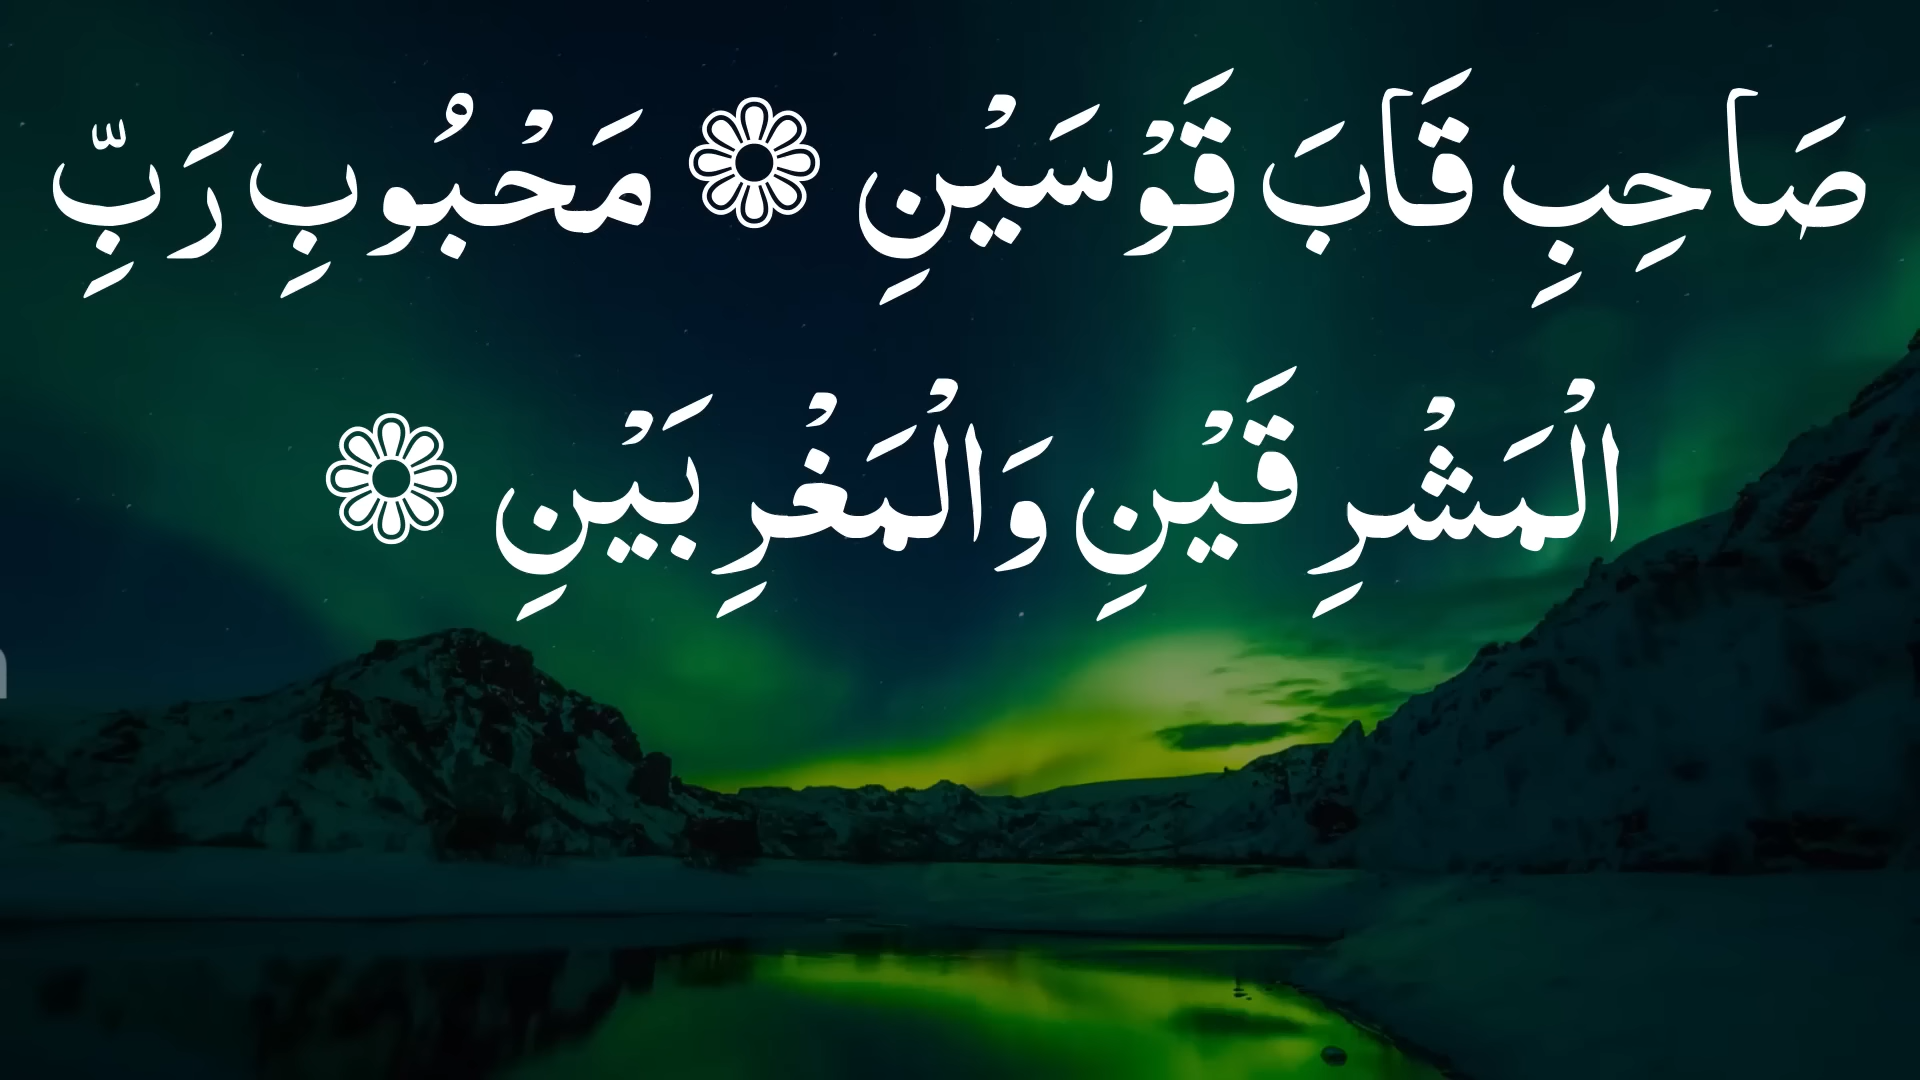 صَاحِبِ قَابَ قَوْسَيْنِ ❁ مَحْبُوبِ رَبِّ
الْمَشْرِقَيْنِ وَالْمَغْرِبَيْنِ ❁